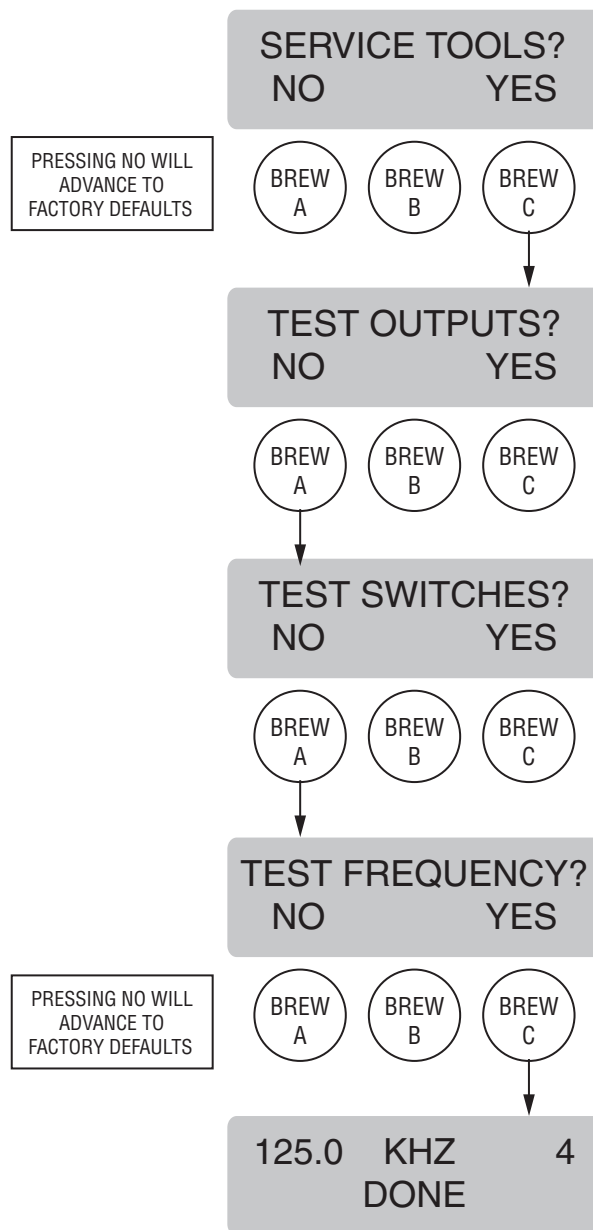 SERVICE TOOLS?
NO YES
PRESSING NO WILL
ADVANCE TO
FACTORY DEFAULTS
BREW
A
BREW
B
BREW
C
TEST OUTPUTS?
NO YES
BREW
A
BREW
B
BREW
C
TEST SWITCHES?
NO YES
BREW
A
BREW
B
BREW
C
TEST FREQUENCY?
NO YES
PRESSING NO WILL
ADVANCE TO
FACTORY DEFAULTS
BREW
A
BREW
B
BREW
C
125.0 KHZ 4
DONE